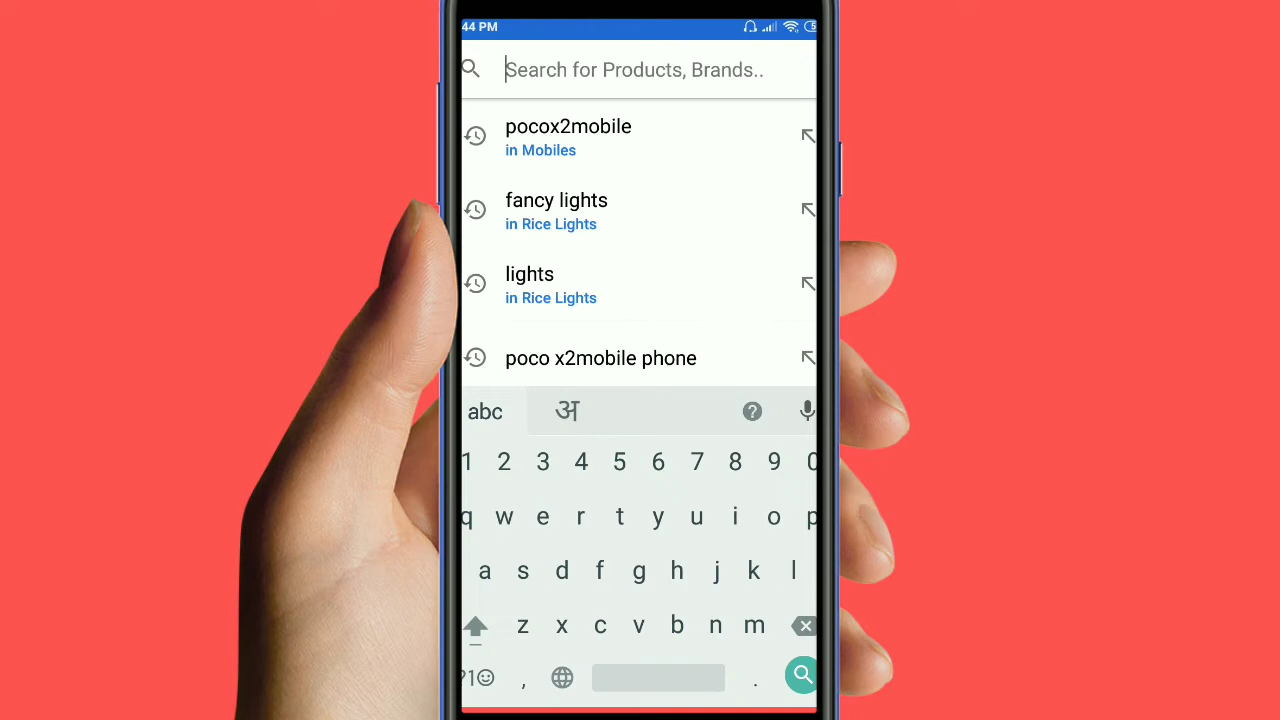 44 PM
Search for Products, Brands..
pocox2mobile
in Mobiles
fancy lights
in Rice Lights
lights
in Rice Lights
poco x2mobile phone
abc अ ?
1 2 3 4 5 6 7 8 9 0
q w e r t y u i o p
a s d f g h j k l
z x c v b n m
?1 , .